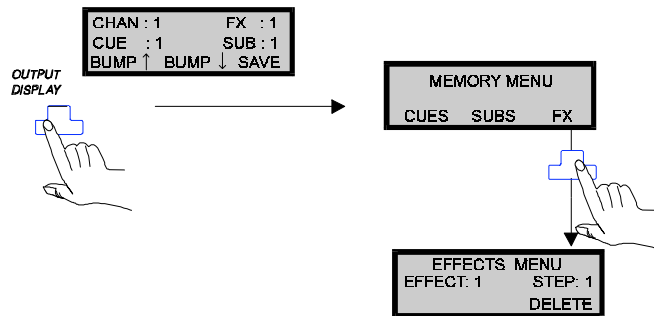 CHAN : 1 FX : 1
CUE : 1 SUB : 1
BUMP ↑ BUMP ↓ SAVE
OUTPUT
DISPLAY
MEMORY MENU
CUES SUBS FX
EFFECTS MENU
EFFECT: 1 STEP: 1
DELETE